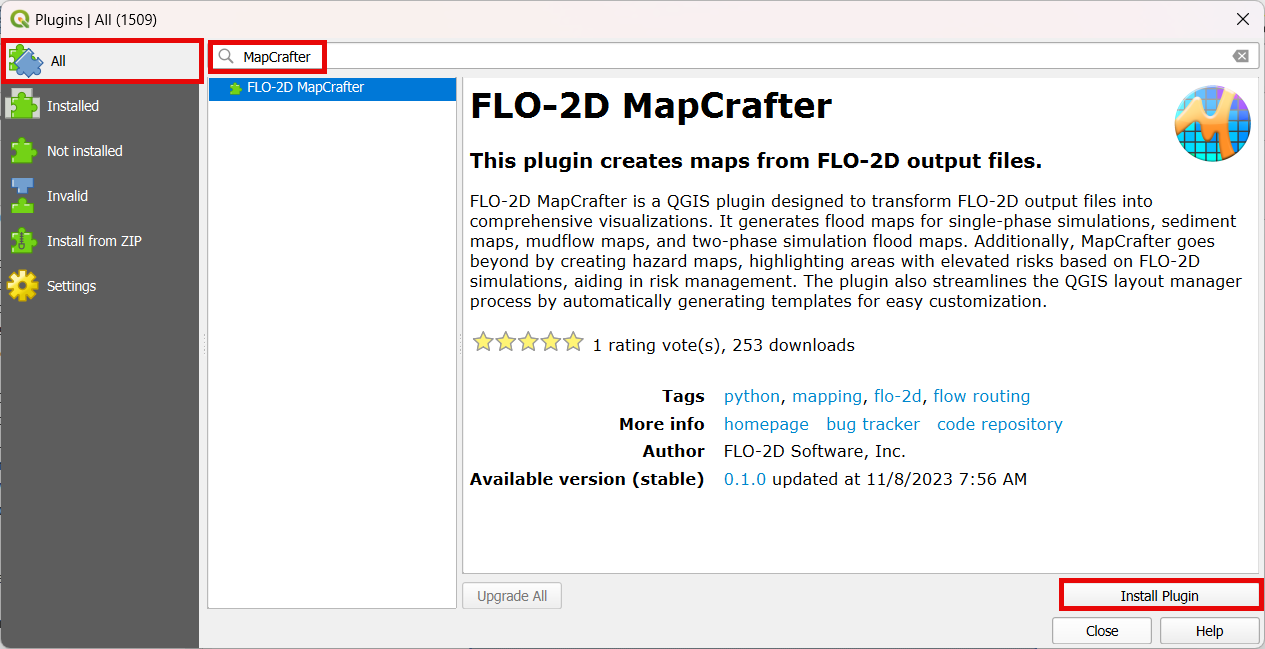 Plugins | All (1509)
All
MapCrafter
Installed
Not installed
Invalid
Install from ZIP
Settings
FLO-2D MapCrafter
FLO-2D MapCrafter
This plugin creates maps from FLO-2D output files.
FLO-2D MapCrafter is a QGIS plugin designed to transform FLO-2D output files into
comprehensive visualizations. It generates flood maps for single-phase simulations, sediment
maps, mudflow maps, and two-phase simulation flood maps. Additionally, MapCrafter goes
beyond by creating hazard maps, highlighting areas with elevated risks based on FLO-2D
simulations, aiding in risk management. The plugin also streamlines the QGIS layout manager
process by automatically generating templates for easy customization.
1 rating vote(s), 253 downloads
Tags python, mapping, flo-2d, flow routing
More info homepage bug tracker code repository
Author FLO-2D Software, Inc.
Available version (stable) 0.1.0 updated at 11/8/2023 7:56 AM
Upgrade All
Install Plugin
Close
Help